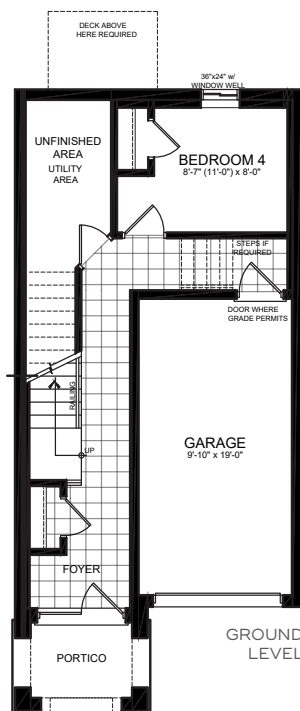 DECK ABOVE
HERE REQUIRED
36"x24" w/
WINDOW WELL
UNFINISHED
AREA
UTILITY
AREA
BEDROOM 4
8'-7" (11'-0") x 8'-0"
STEPS IF
REQUIRED
DOOR WHERE
GRADE PERMITS
RAILING
UP
GARAGE
9'-10" x 19'-0"
FOYER
PORTICO
GROUND
LEVEL